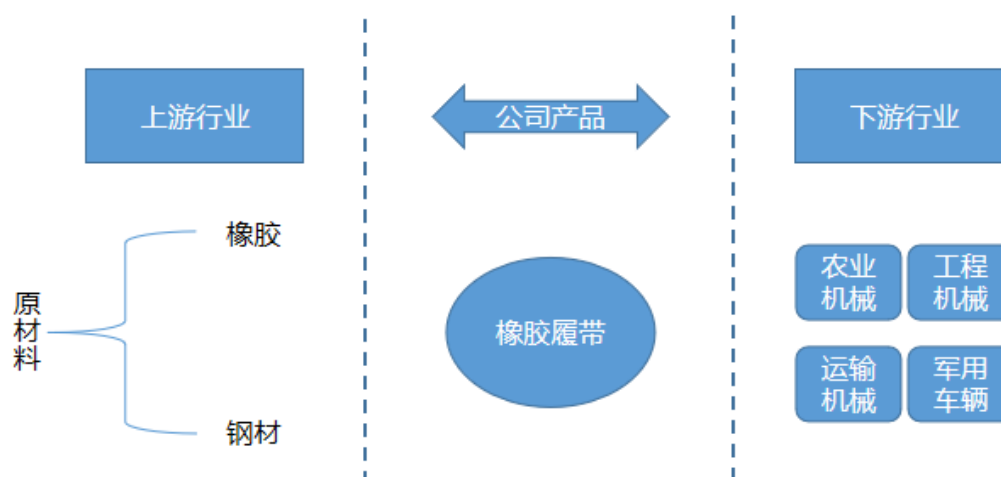 上游行业
公司产品
下游行业
橡胶
原
材
料
钢材
橡胶履带
农业
机械
工程
机械
运输
机械
军用
车辆